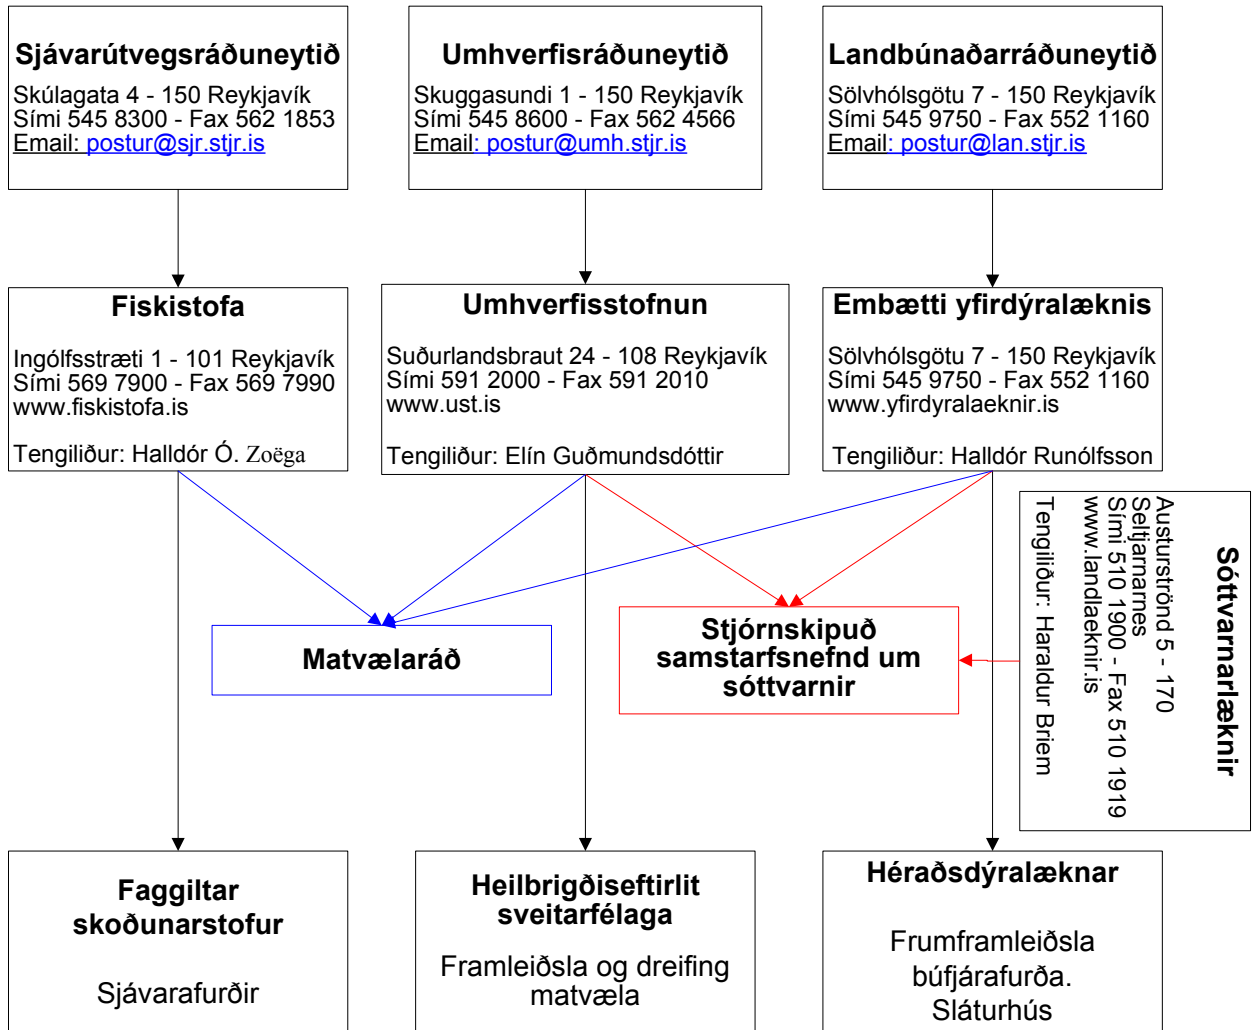 Sjávarútvegsráðuneytið
Skúlagata 4 - 150 Reykjavík
Sími 545 8300 - Fax 562 1853
Email: postur@sjr.stjr.is
Umhverfisráðuneytið
Skuggasundi 1 - 150 Reykjavík
Sími 545 8600 - Fax 562 4566
Email: postur@umh.stjr.is
Landbúnaðarráðuneytið
Sölvhólsgötu 7 - 150 Reykjavík
Sími 545 9750 - Fax 552 1160
Email: postur@lan.stjr.is
Fiskistofa
Ingólfsstræti 1 - 101 Reykjavík
Sími 569 7900 - Fax 569 7990
www.fiskistofa.is
Tengiliður: Halldór Ó. Zoëga
Umhverfisstofnun
Suðurlandsbraut 24 - 108 Reykjavík
Sími 591 2000 - Fax 591 2010
www.ust.is
Tengiliður: Elín Guðmundsdóttir
Embætti yfirdýralæknis
Sölvhólsgötu 7 - 150 Reykjavík
Sími 545 9750 - Fax 552 1160
www.yfirdyralaeknir.is
Tengiliður: Halldór Runólfsson
Sóttvarnarlæknir
Austurströnd 5 - 170
Seltjarnarnes
Sími 510 1900 - Fax 510 1919
www.landlaeknir.is
Tengiliður: Haraldur Briem
Matvælaráð
Stjórnskipuð
samstarfsnefnd um
sóttvarnir
Faggiltar
skoðunarstofur
Sjávarafurðir
Heilbrigðiseftirlit
sveitarfélaga
Framleiðsla og dreifing
matvæla
Héraðsdýralæknar
Frumframleiðsla
búfjárafurða.
Sláturhús